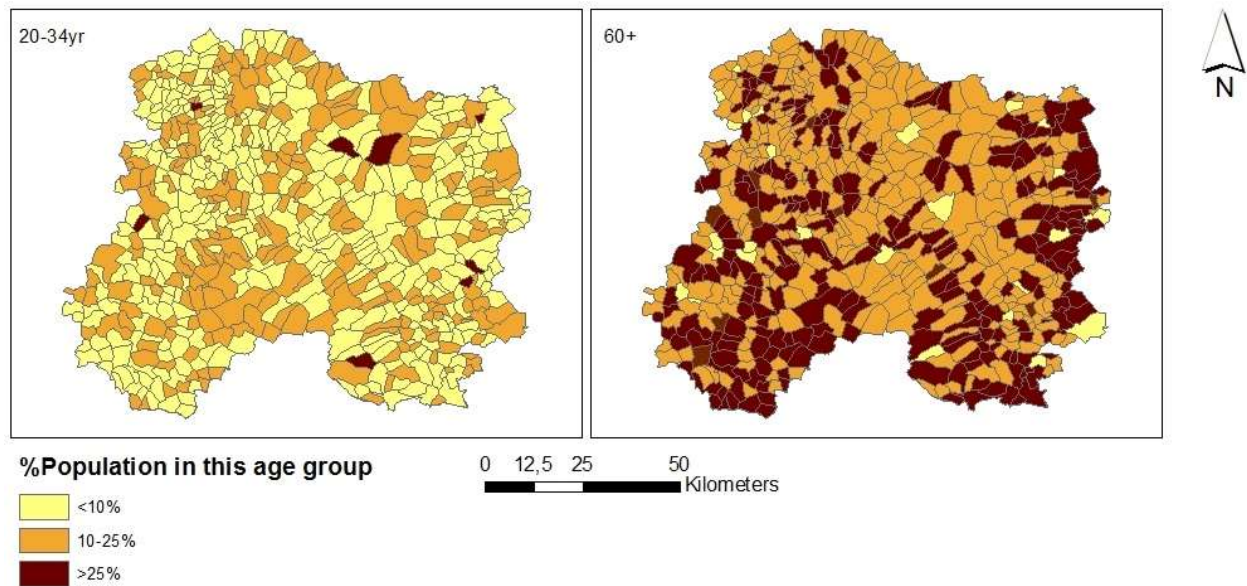 20-34yr
60+
N
%Population in this age group
<10%
10-25%
>25%
0 12,5 25 50
Kilometers